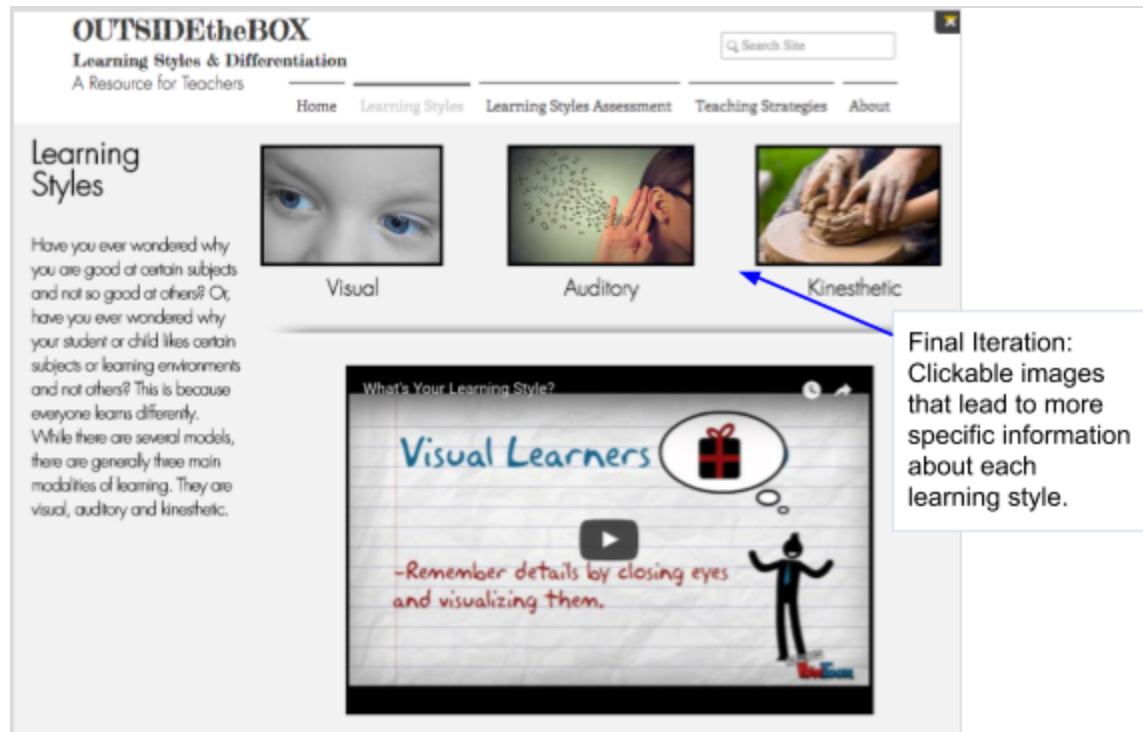 OUTSIDEtheBOX
Learning Styles & Differentiation
A Resource for Teachers
Search Site
Home Learning Styles Learning Styles Assessment Teaching Strategies About
Learning
Styles
Have you ever wondered why
you are good at certain subjects
and not so good at others? Or,
have you ever wondered why
your student or child likes certain
subjects or learning environments
and not others? This is because
everyone learns differently.
While there are several models,
there are generally three main
modalities of learning. They are
visual, auditory and kinesthetic.
Visual
Auditory
Kinesthetic
What's Your Learning Style?
Visual Learners
-Remember details by closing eyes
and visualizing them.
PowToon
Final Iteration:
Clickable images
that lead to more
specific information
about each
learning style.